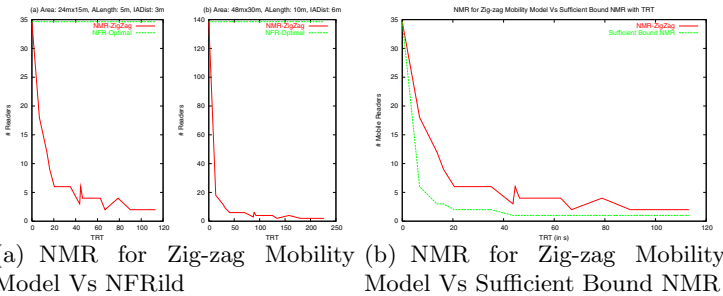 (a) Area: 24mx15m, ALength: 5m, IADist: 3m
(b) Area: 48mx30m, ALength: 10m, IADist: 6m
NMR for Zig-zag Mobility Model Vs Sufficient Bound NMR with TRT
NMR-ZigZag
NFR-Optimal
NMR-ZigZag
NFR-Optimal
NMR-ZigZag
Sufficient Bound NMR
# Readers
35
30
25
20
15
10
5
0
0 20 40 60 80 100 120
TRT
# Readers
140
120
100
80
60
40
20
0
0 50 100 150 200 250
TRT
# Mobile Readers
35
30
25
20
15
10
5
0
0 20 40 60 80 100 120
TRT (in s)
(a) NMR for Zig-zag Mobility
Model Vs NFRild
(b) NMR for Zig-zag Mobility
Model Vs Sufficient Bound NMR